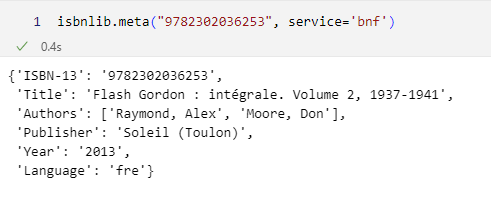 1 isbnlib.meta("9782302036253", service='bnf')
✓ 0.4s
{'ISBN-13': '9782302036253',
 'Title': 'Flash Gordon : intégrale. Volume 2, 1937-1941',
 'Authors': ['Raymond, Alex', 'Moore, Don'],
 'Publisher': 'Soleil (Toulon)',
 'Year': '2013',
 'Language': 'fre'}